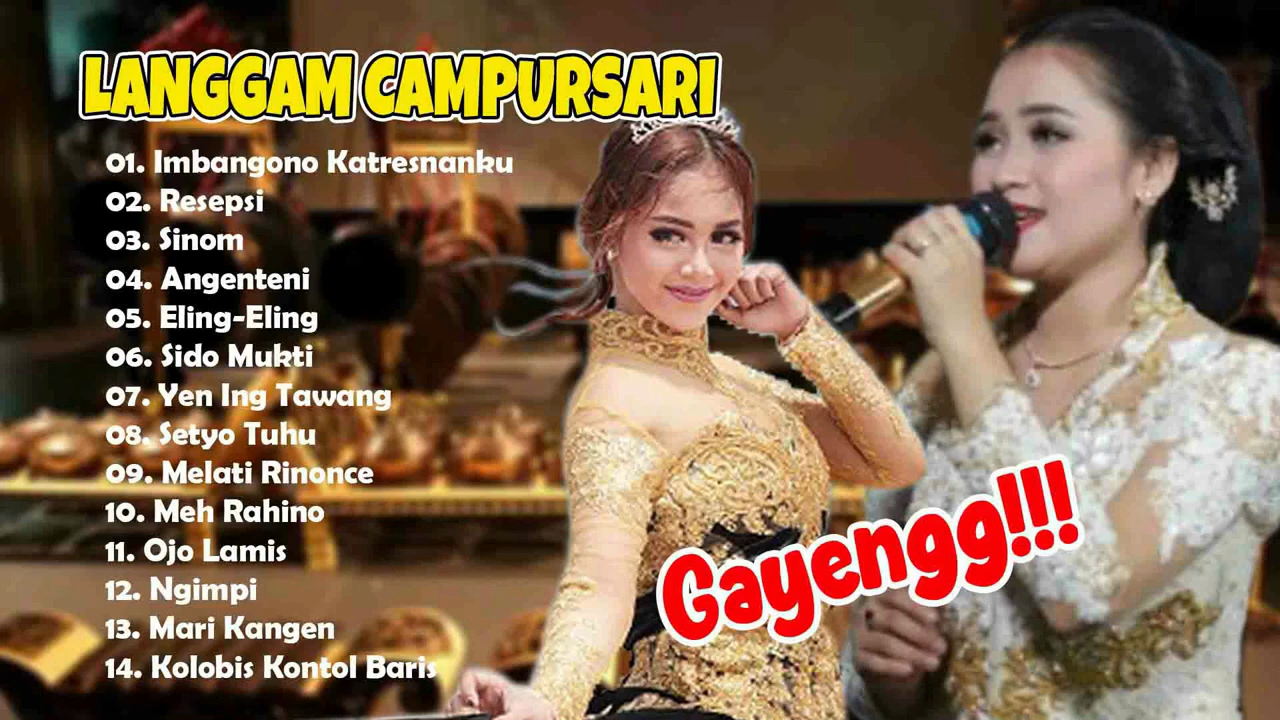 LANGGAM CAMPURSARI
01. Imbangono Katresnanku
02. Resepsi
03. Sinom
04. Angenteni
05. Eling-Eling
06. Sido Mukti
07. Yen Ing Tawang
08. Setyo Tuhu
09. Melati Rinonce
10. Meh Rahino
11. Ojo Lamis
12. Ngimpi
13. Mari Kangen
14. Kolobis Kontol Baris
Gayengg!!!